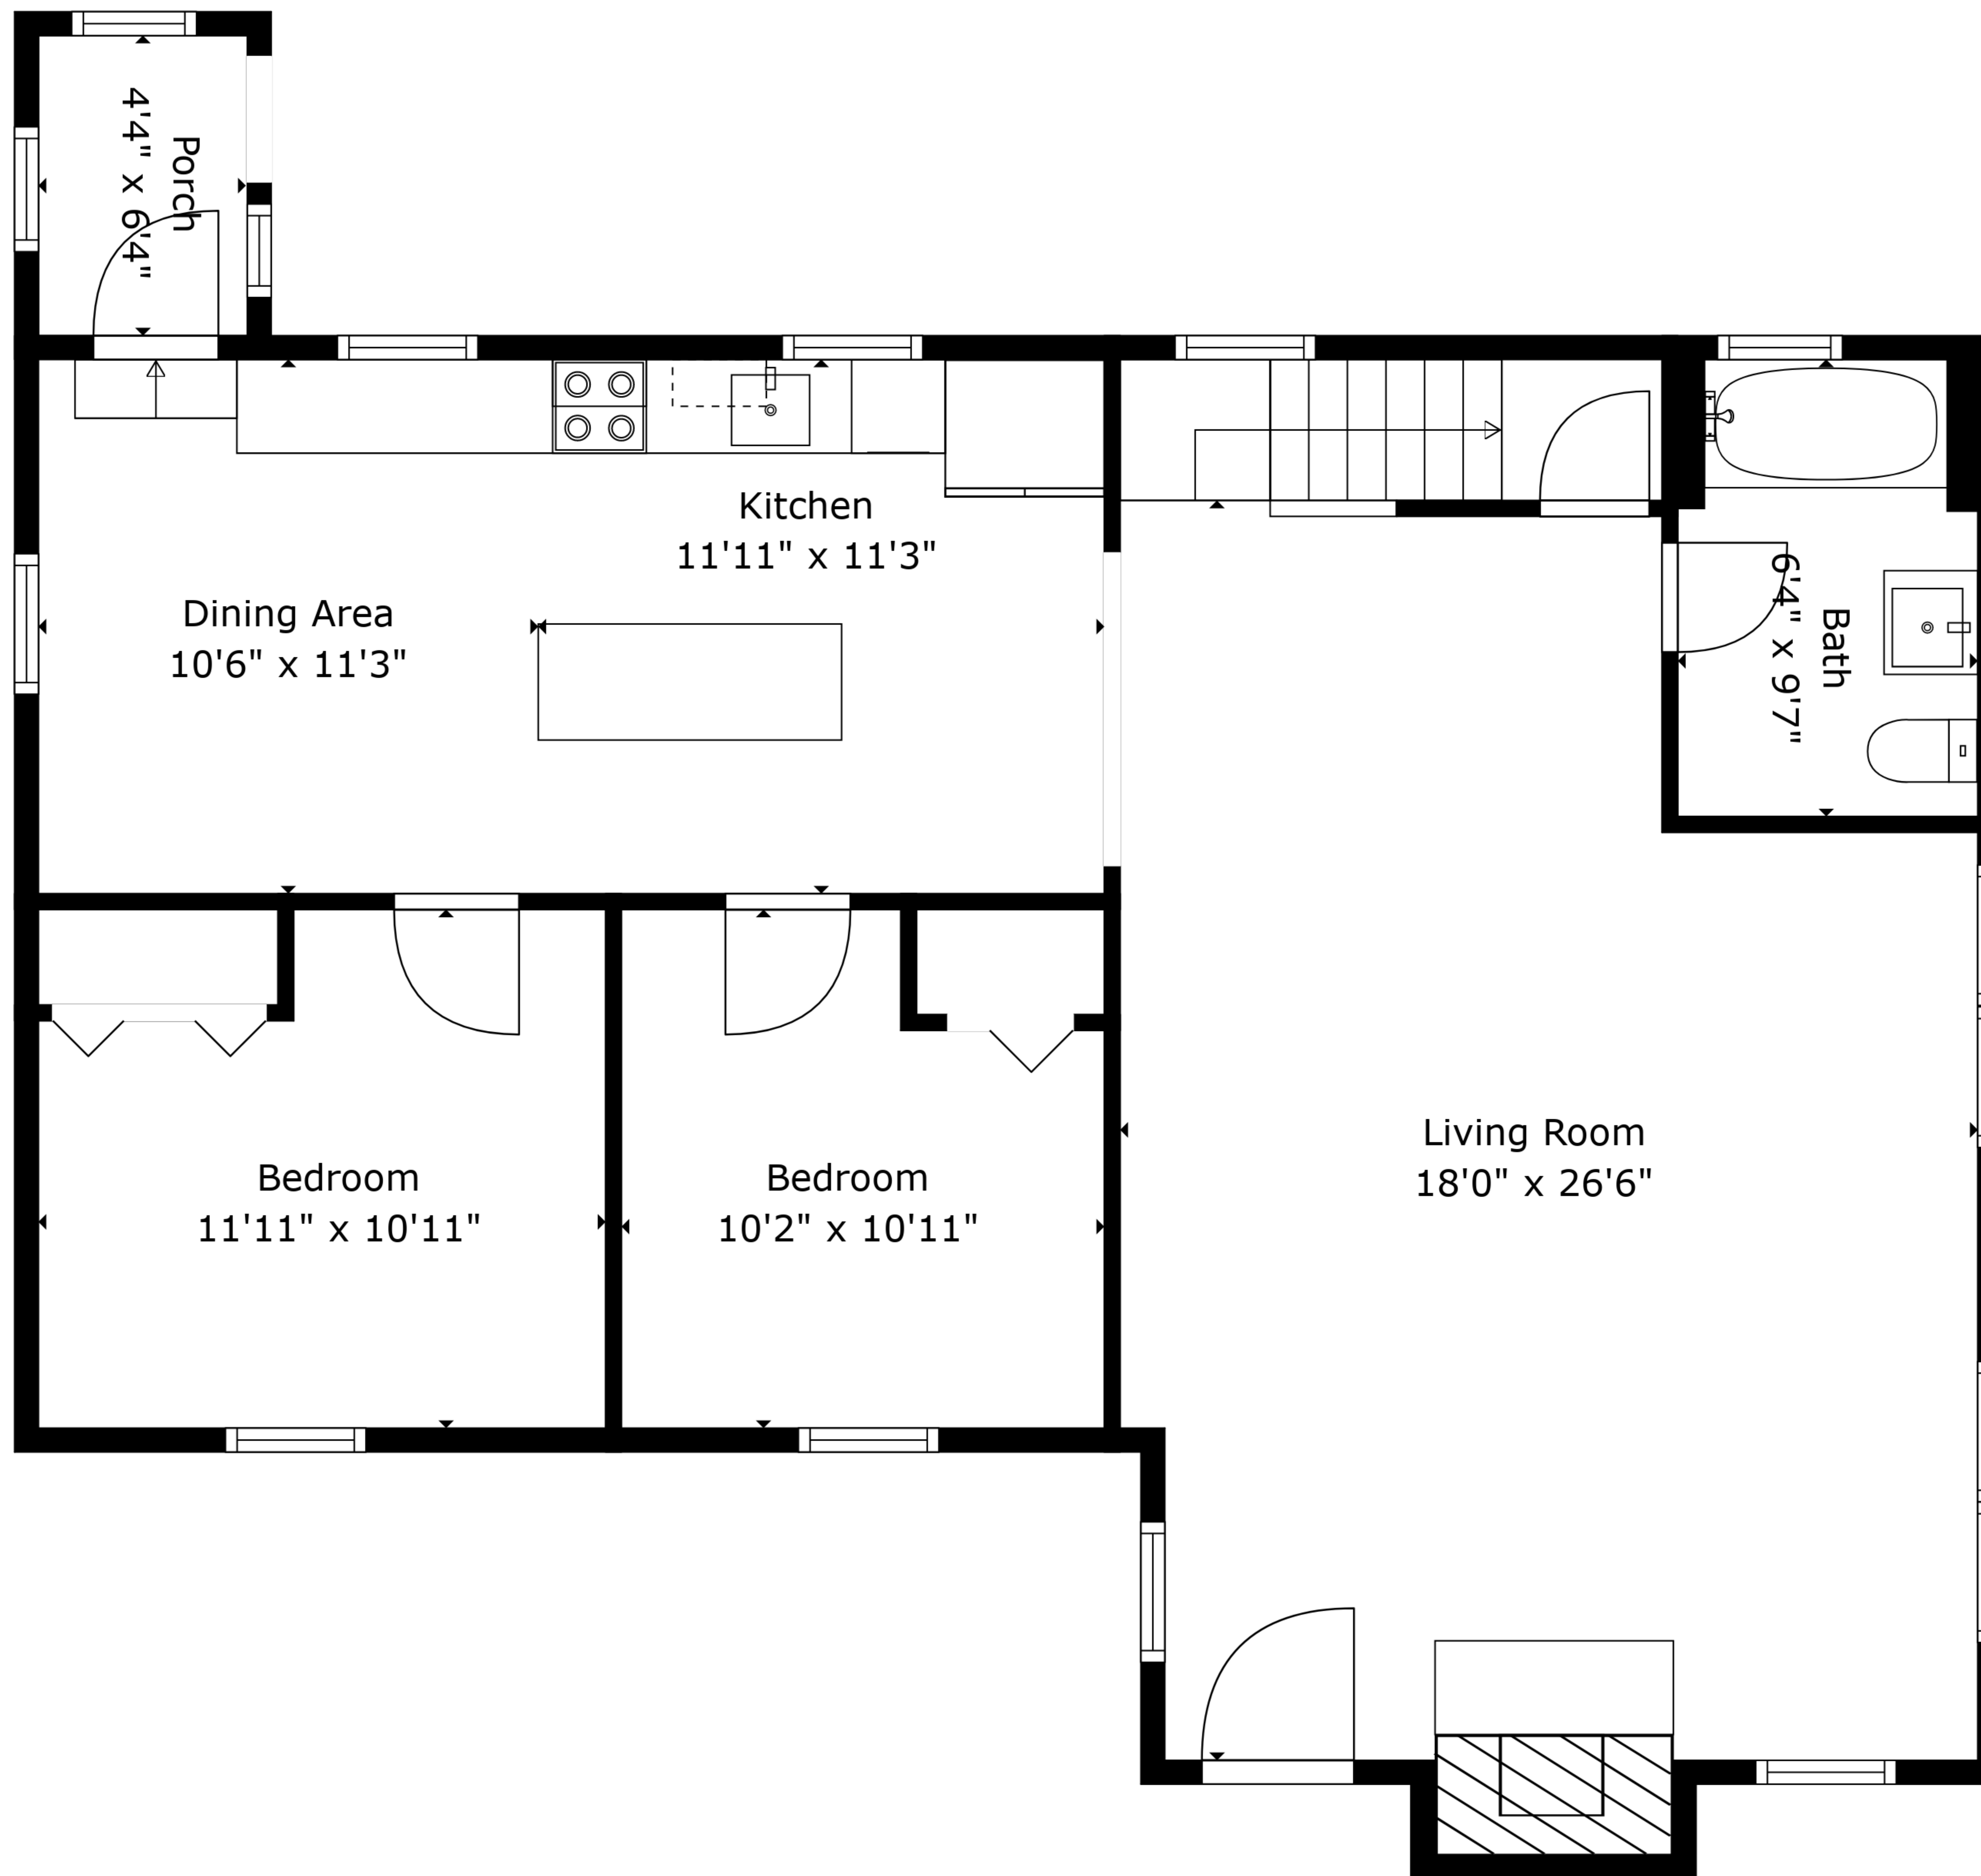 Porch
4'4" x 6'4"
Kitchen
11'11" x 11'3"
Dining Area
10'6" x 11'3"
Bath
6'4" x 9'7"
Living Room
18'0" x 26'6"
Bedroom
11'11" x 10'11"
Bedroom
10'2" x 10'11"